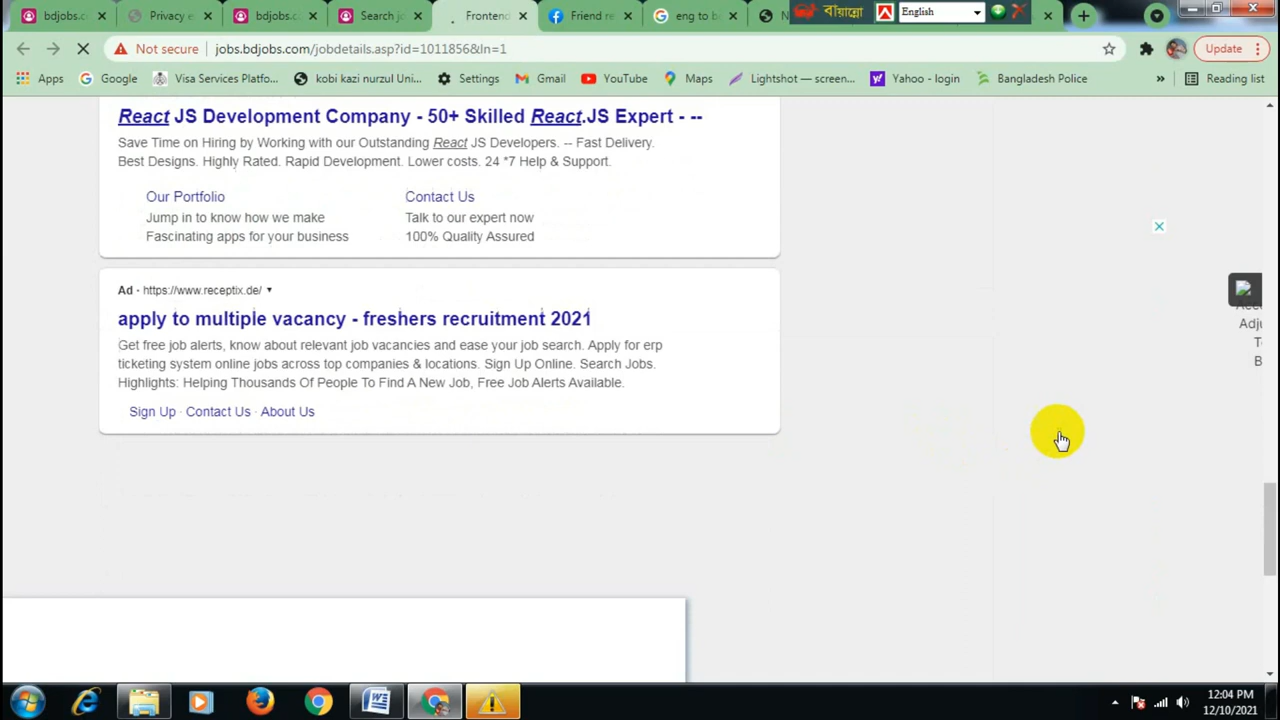 bdjobs.co
Privacy e
bdjobs.c
Search jo
Frontend
Friend re
eng to b
N
বায়ান্নো
English
Not secure
jobs.bdjobs.com/jobdetails.asp?id=1011856&ln=1
Update
Apps
Google
Visa Services Platfo...
kobi kazi nurzul Uni...
Settings
Gmail
YouTube
Maps
Lightshot — screen...
Yahoo - login
Bangladesh Police
»
Reading list
React JS Development Company - 50+ Skilled React.JS Expert - --
Save Time on Hiring by Working with our Outstanding React JS Developers. -- Fast Delivery.
Best Designs. Highly Rated. Rapid Development. Lower costs. 24 *7 Help & Support.
Our Portfolio
Jump in to know how we make
Fascinating apps for your business
Contact Us
Talk to our expert now
100% Quality Assured
Ad · https://www.receptix.de/
apply to multiple vacancy - freshers recruitment 2021
Get free job alerts, know about relevant job vacancies and ease your job search. Apply for erp
ticketing system online jobs across top companies & locations. Sign Up Online. Search Jobs.
Highlights: Helping Thousands Of People To Find A New Job, Free Job Alerts Available.
Sign Up · Contact Us · About Us
Adju
T
B
12:04 PM
12/10/2021